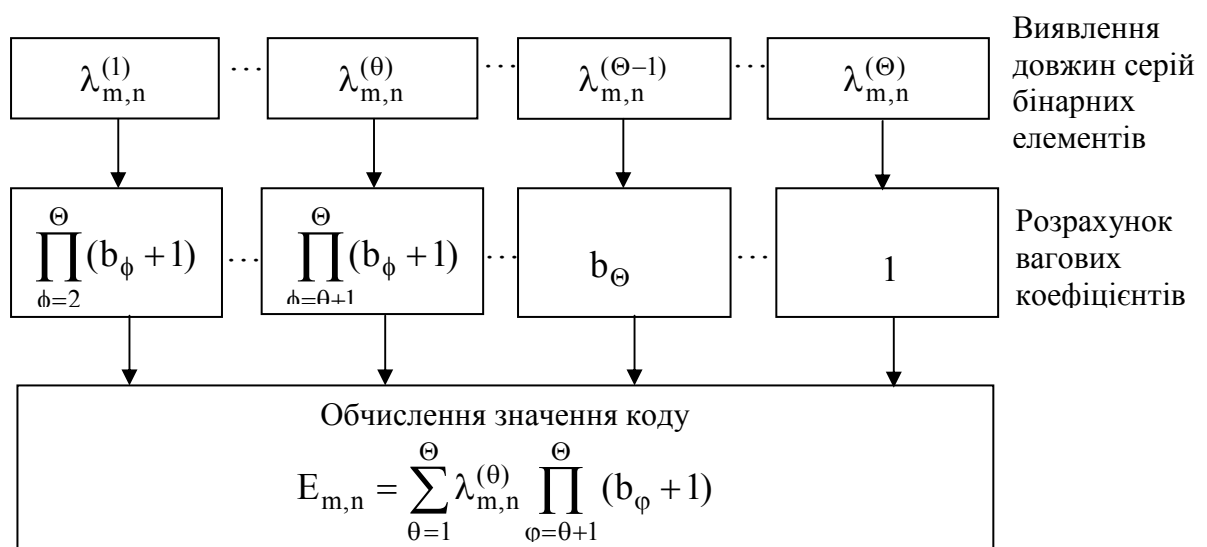 λ_{m,n}^{(1)} … λ_{m,n}^{(θ)} … λ_{m,n}^{(Θ−1)} … λ_{m,n}^{(Θ)}
Виявлення
довжин серій
бінарних
елементів
∏_{ϕ=2}^{Θ}(b_ϕ + 1) … ∏_{ϕ=θ+1}^{Θ}(b_ϕ + 1) … b_Θ … 1
Розрахунок
вагових
коефіцієнтів
Обчислення значення коду
E_{m,n} = ∑_{θ=1}^{Θ} λ_{m,n}^{(θ)} ∏_{φ=θ+1}^{Θ} (b_φ + 1)